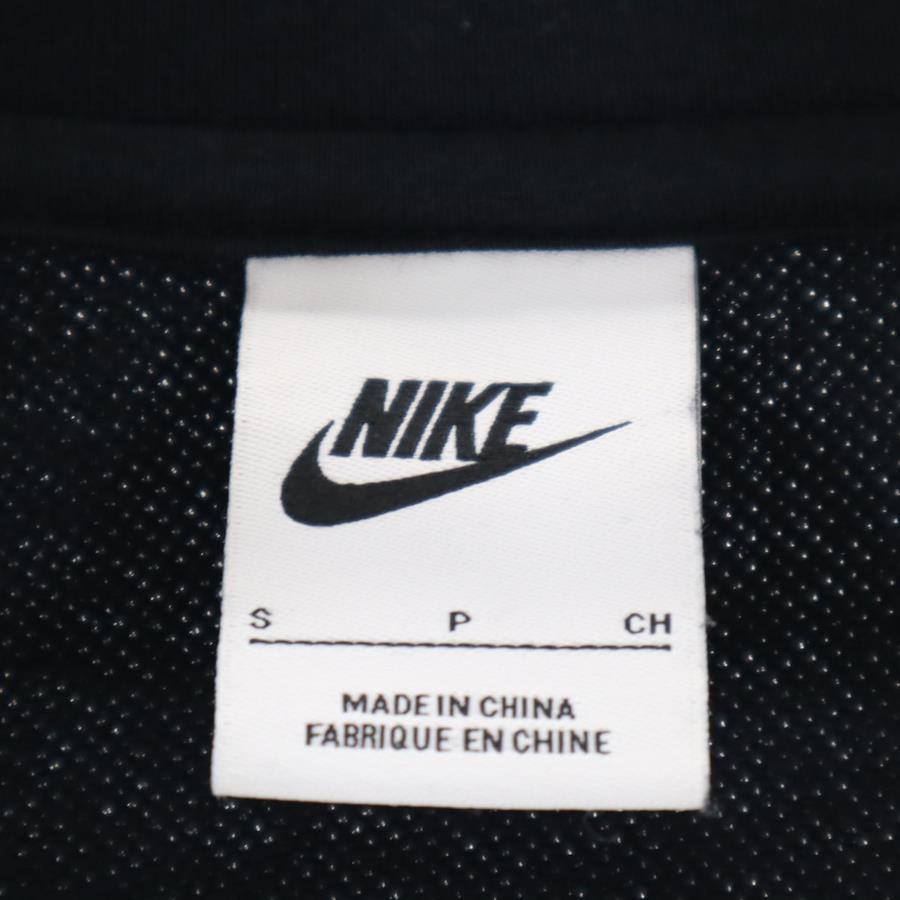 NIKE
S P CH
MADE IN CHINA
FABRIQUE EN CHINE